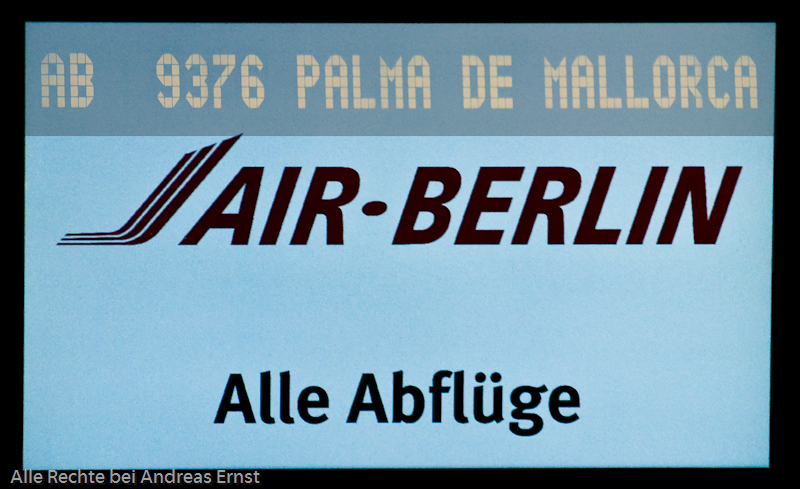 AB 9376 PALMA DE MALLORCA
AIR-BERLIN
Alle Abflüge
Alle Rechte bei Andreas Ernst